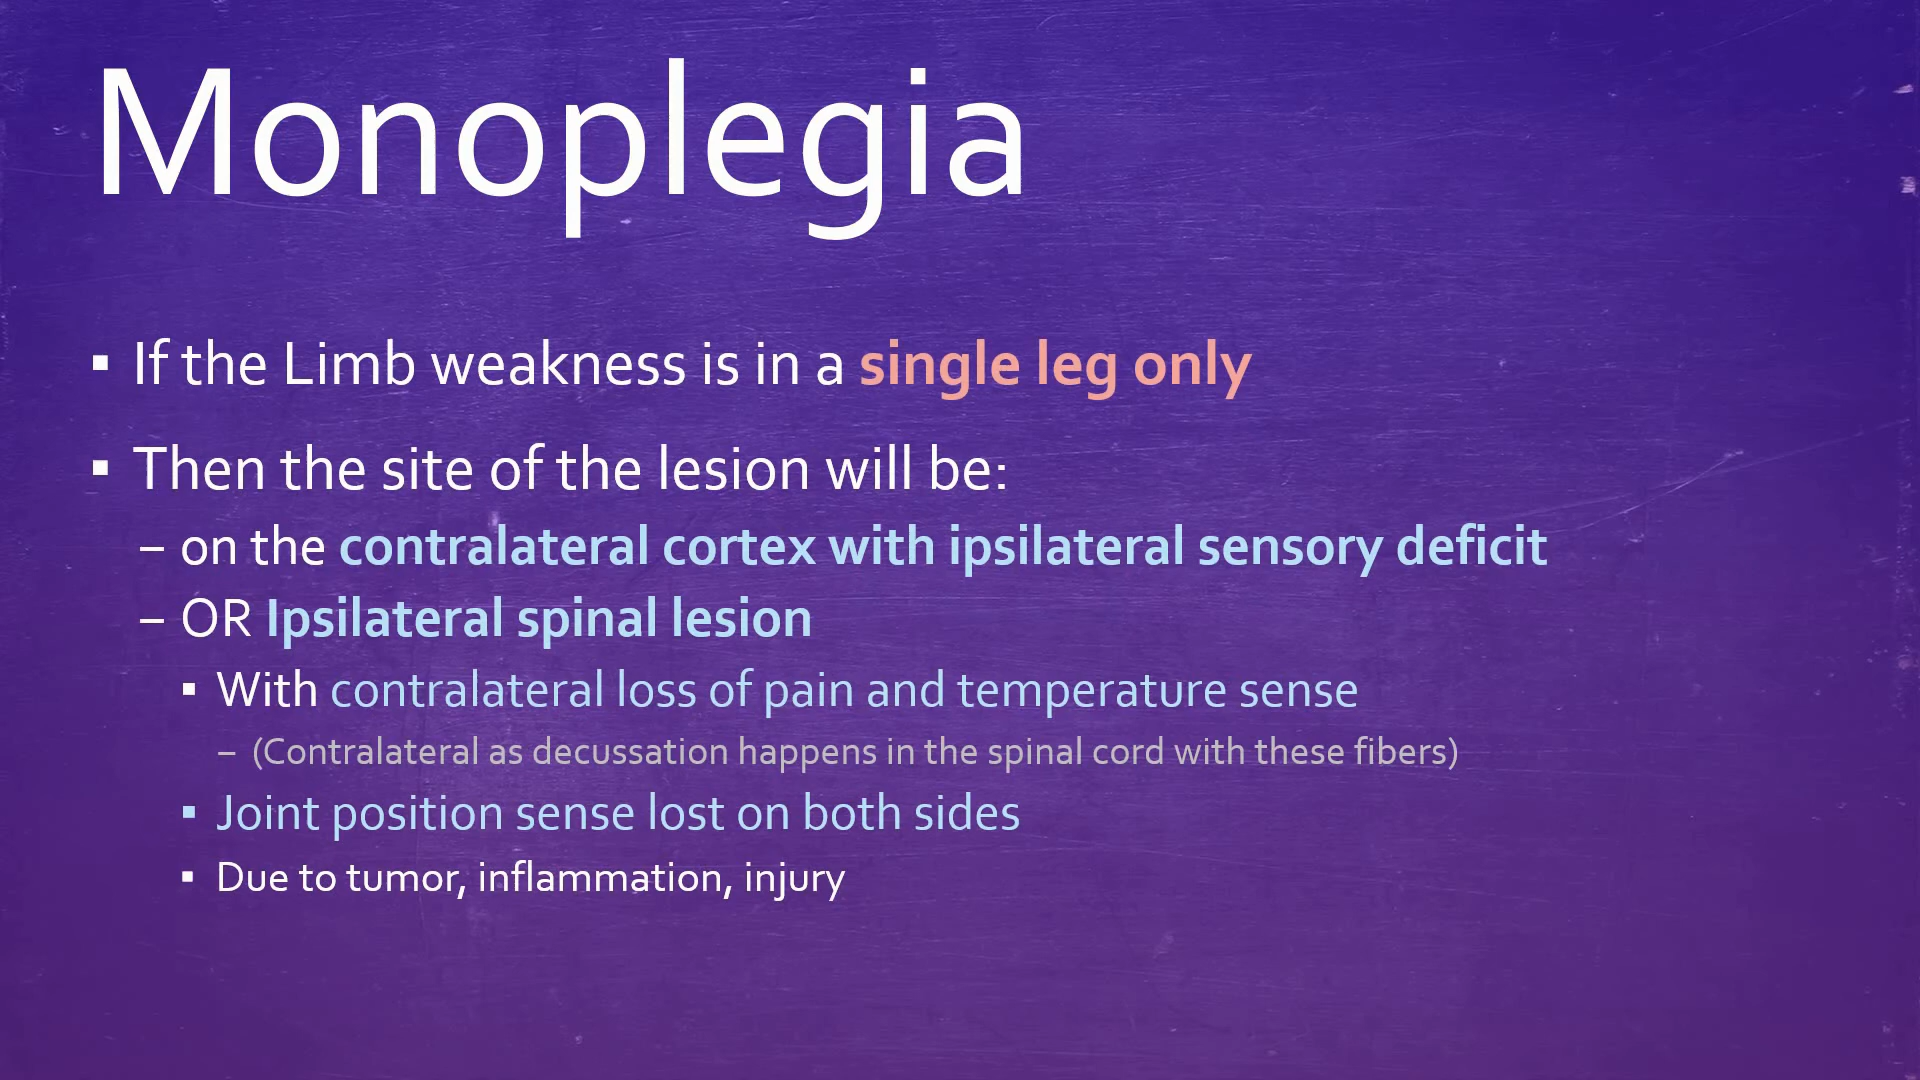 Monoplegia
▪ If the Limb weakness is in a single leg only
▪ Then the site of the lesion will be:
– on the contralateral cortex with ipsilateral sensory deficit
– OR Ipsilateral spinal lesion
▪ With contralateral loss of pain and temperature sense
– (Contralateral as decussation happens in the spinal cord with these fibers)
▪ Joint position sense lost on both sides
▪ Due to tumor, inflammation, injury